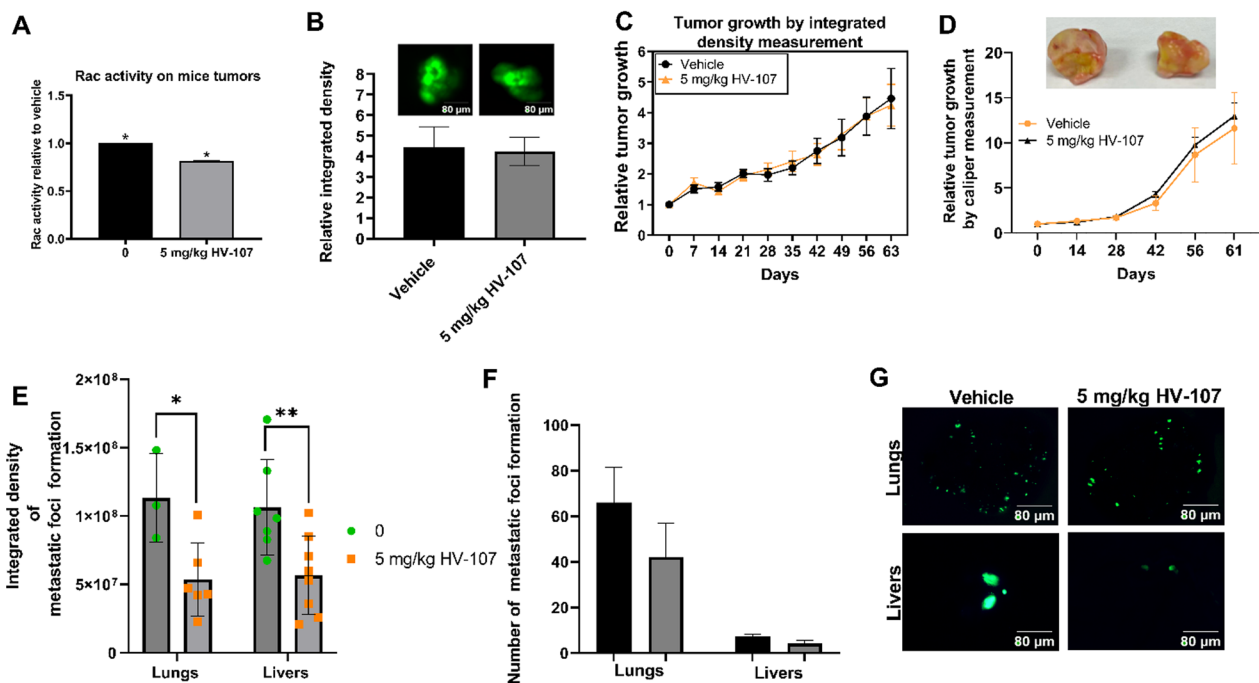 A
Rac activity on mice tumors
Rac activity relative to vehicle
1.5
1.0
0.5
0.0
*
*
0
5 mg/kg HV-107
B
Relative integrated density
8
7
6
5
4
3
2
1
0
80 µm
80 µm
Vehicle
5 mg/kg HV-107
C
Tumor growth by integrated
density measurement
Relative tumor growth
6
5
4
3
2
1
0
Vehicle
5 mg/kg HV-107
0 7 14 21 28 35 42 49 56 63
Days
D
Relative tumor growth
by caliper measurement
20
15
10
5
0
Vehicle
5 mg/kg HV-107
0 14 28 42 56 61
Days
E
Integrated density
of
metastatic foci formation
2×10⁸
1.5×10⁸
1×10⁸
5×10⁷
0
*
**
0
5 mg/kg HV-107
Lungs Livers
F
Number of metastatic foci formation
100
80
60
40
20
0
Lungs Livers
G
Vehicle 5 mg/kg HV-107
Lungs
80 µm
80 µm
Livers
80 µm
80 µm